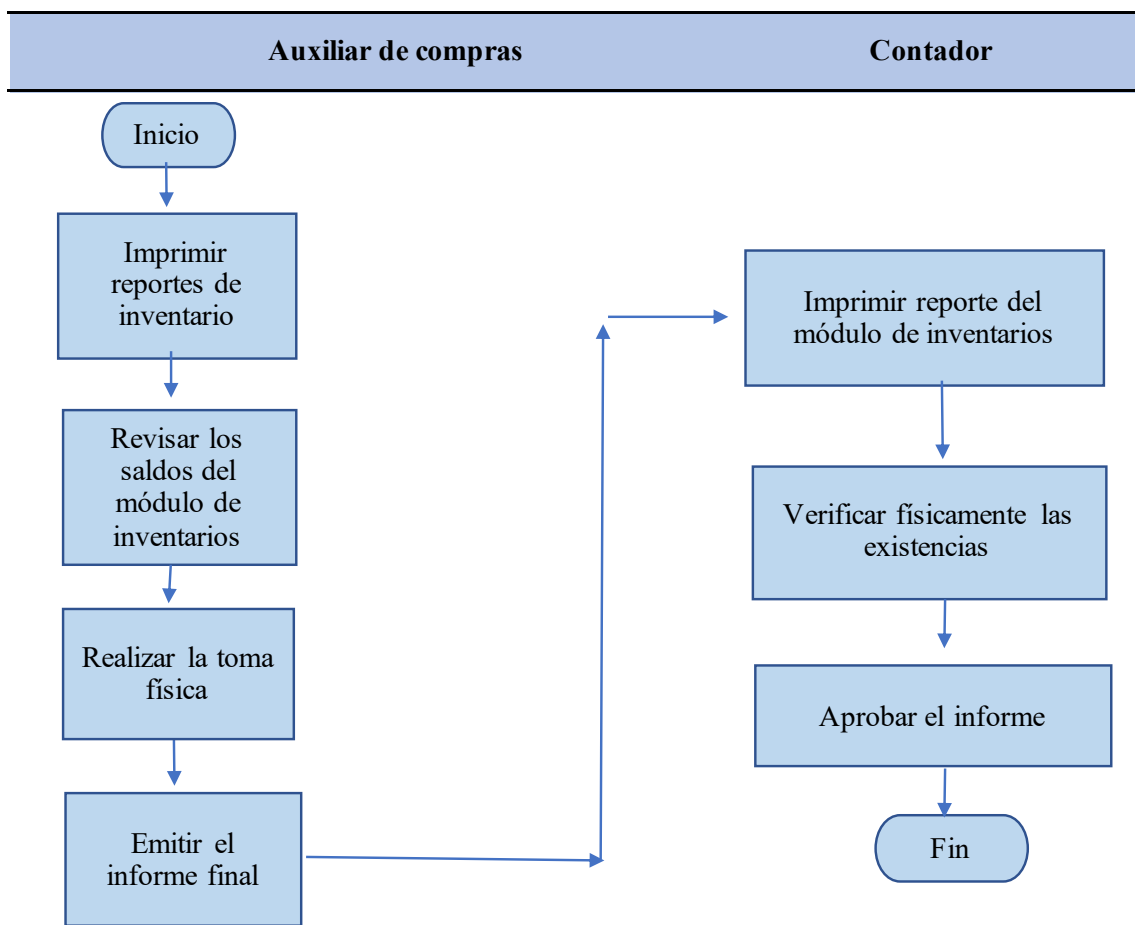 Auxiliar de compras
Contador
Inicio
Imprimir
reportes de
inventario
Revisar los
saldos del
módulo de
inventarios
Realizar la toma
física
Emitir el
informe final
Imprimir reporte del
módulo de inventarios
Verificar físicamente las
existencias
Aprobar el informe
Fin